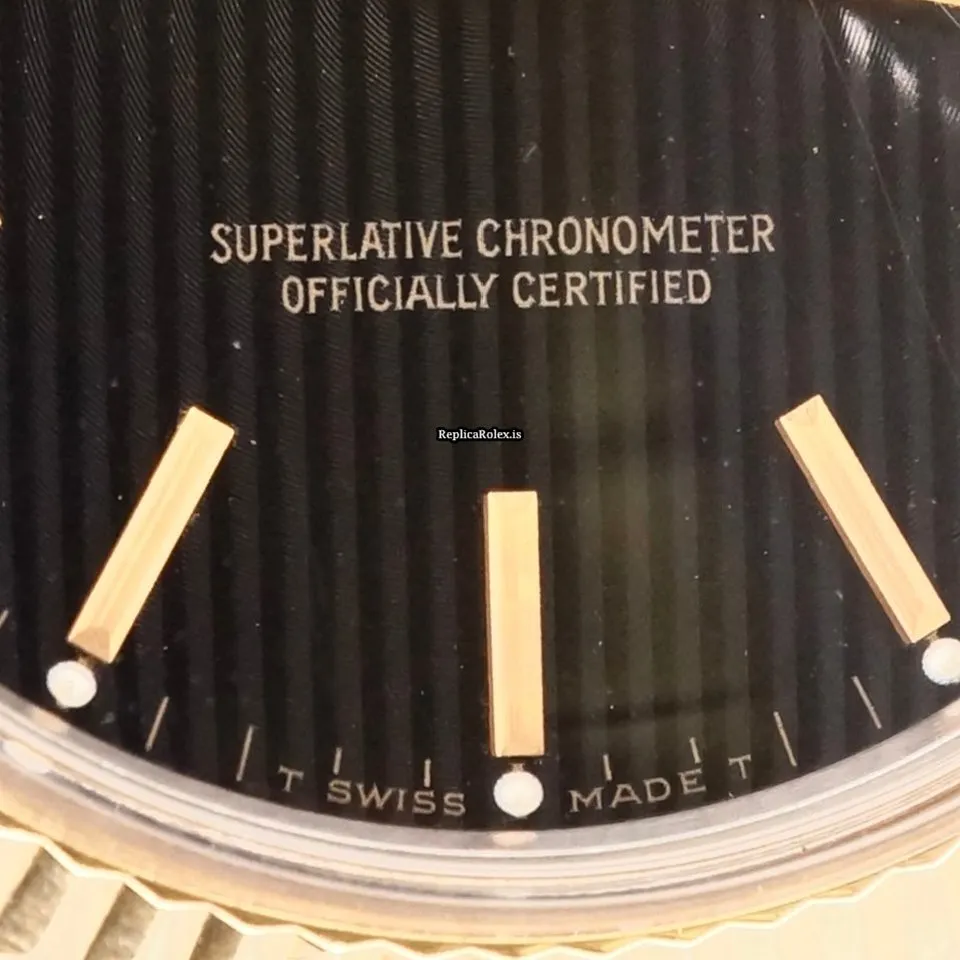 SUPERLATIVE CHRONOMETER
OFFICIALLY CERTIFIED
ReplicaRolex.is
T SWISS MADE T